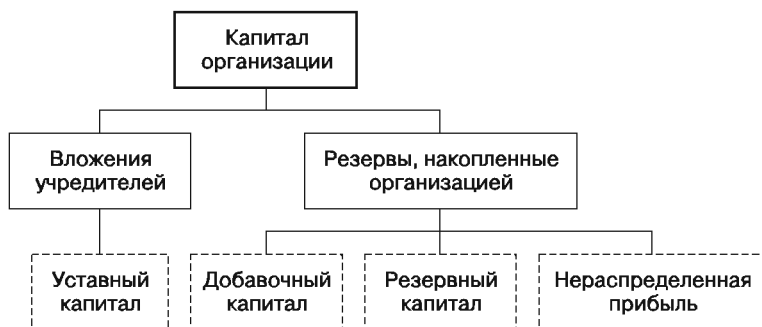 Капитал
организации
Вложения
учредителей
Резервы, накопленные
организацией
Уставный
капитал
Добавочный
капитал
Резервный
капитал
Нераспределенная
прибыль